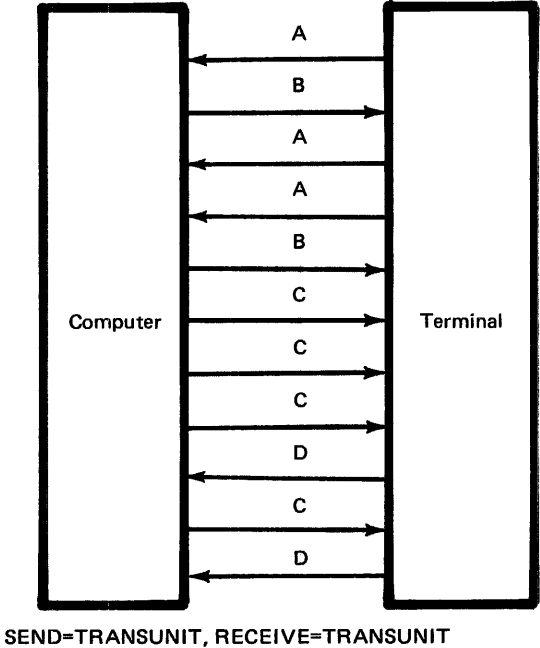 A
B
A
A
B
C
Computer
Terminal
C
C
D
C
D
SEND=TRANSUNIT, RECEIVE=TRANSUNIT